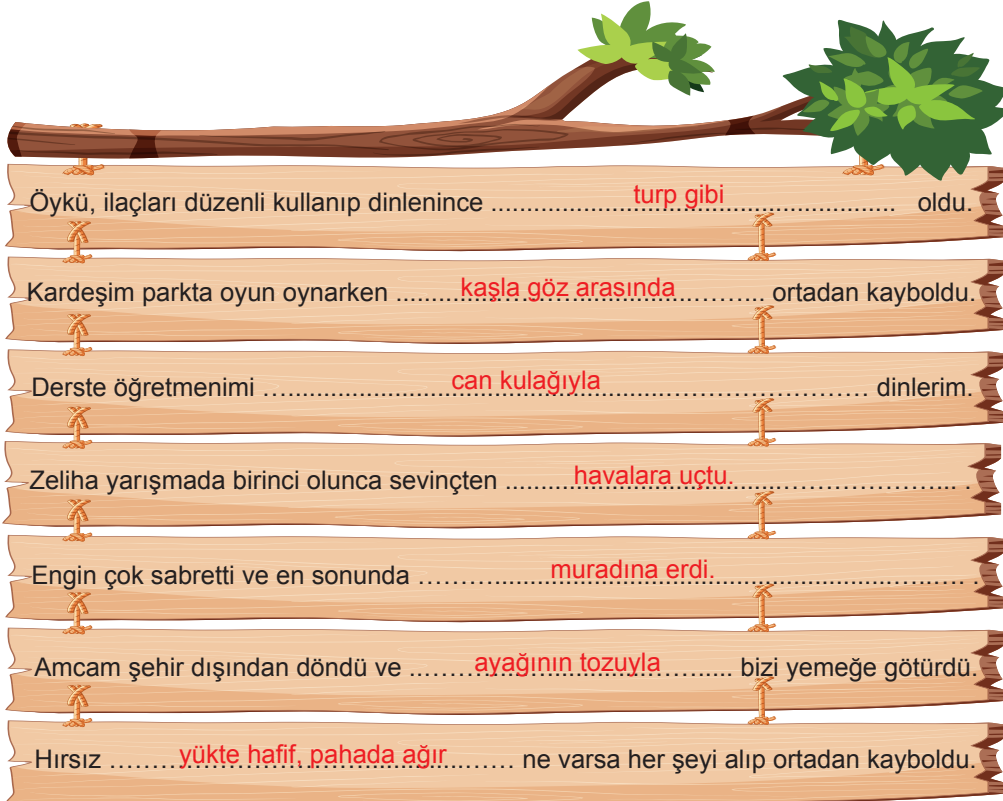 Öykü, ilaçları düzenli kullanıp dinlenince turp gibi oldu.
Kardeşim parkta oyun oynarken kaşla göz arasında ortadan kayboldu.
Derste öğretmenimi can kulağıyla dinlerim.
Zeliha yarışmada birinci olunca sevinçten havalara uçtu. .
Engin çok sabretti ve en sonunda muradına erdi. .
Amcam şehir dışından döndü ve ayağının tozuyla bizi yemeğe götürdü.
Hırsız yükte hafif, pahada ağır ne varsa her şeyi alıp ortadan kayboldu.